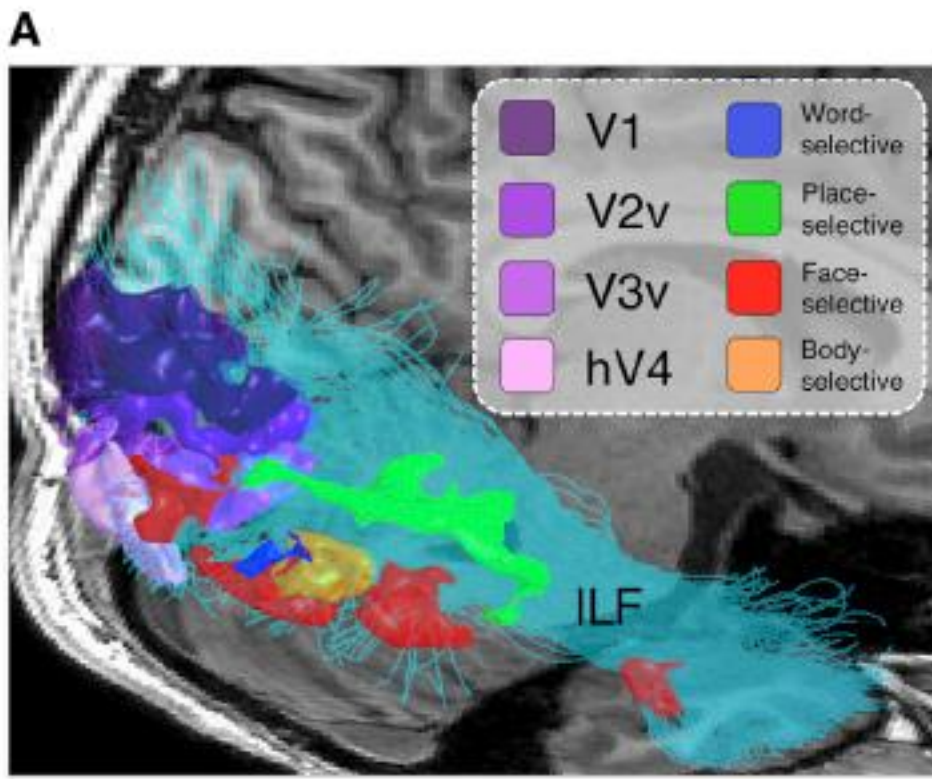 A
V1
Word-
selective
V2v
Place-
selective
V3v
Face-
selective
hV4
Body-
selective
ILF